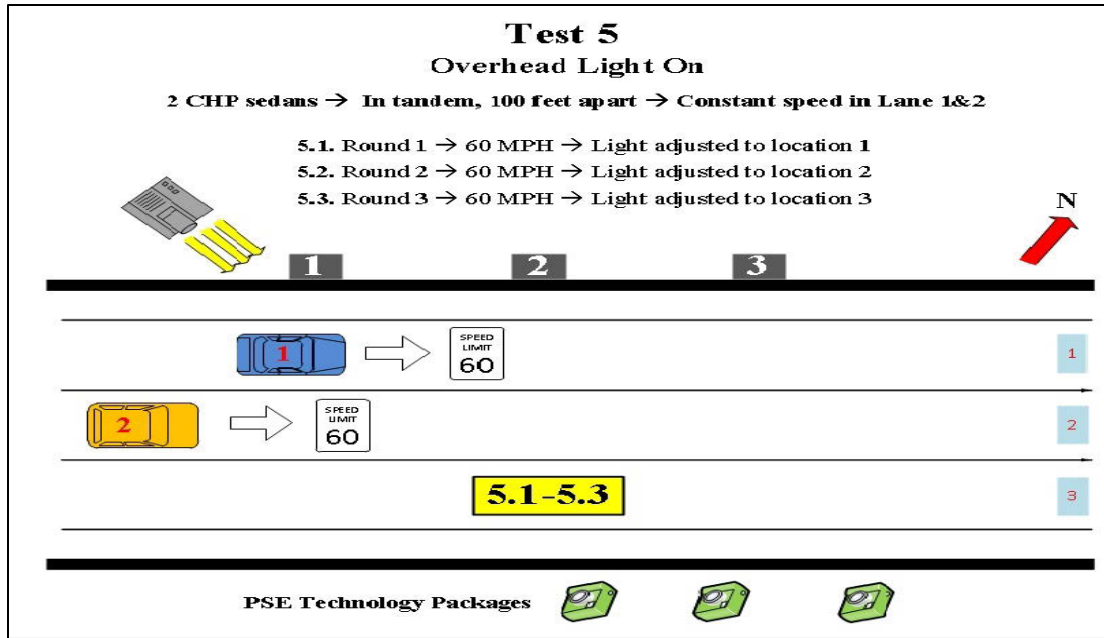 Test 5
Overhead Light On
2 CHP sedans → In tandem, 100 feet apart → Constant speed in Lane 1&2
5.1. Round 1 → 60 MPH → Light adjusted to location 1
5.2. Round 2 → 60 MPH → Light adjusted to location 2
5.3. Round 3 → 60 MPH → Light adjusted to location 3
N
1 2 3
1
SPEED
LIMIT
60
1
2
SPEED
LIMIT
60
2
5.1-5.3
3
PSE Technology Packages